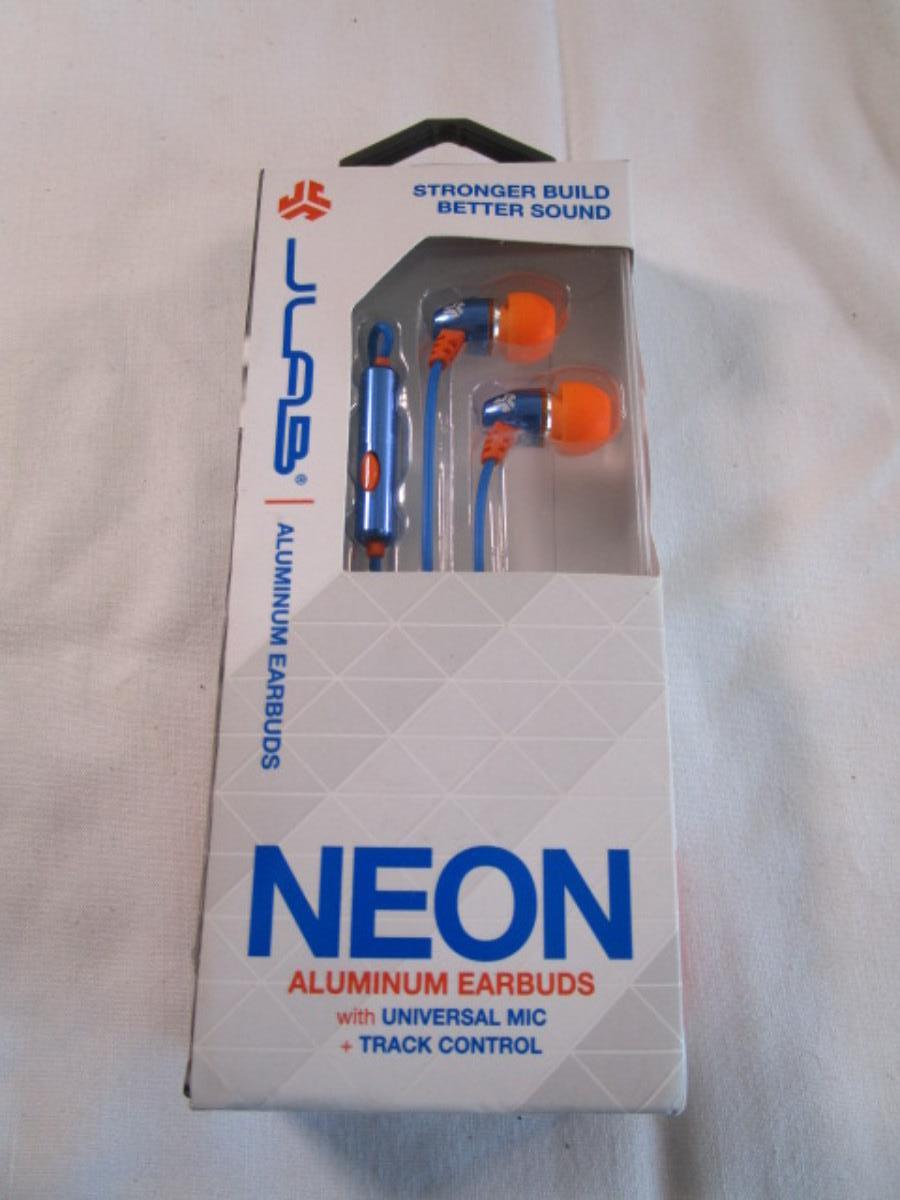 STRONGER BUILD
BETTER SOUND
JLAB®
ALUMINUM EARBUDS
NEON
ALUMINUM EARBUDS
with UNIVERSAL MIC
+ TRACK CONTROL